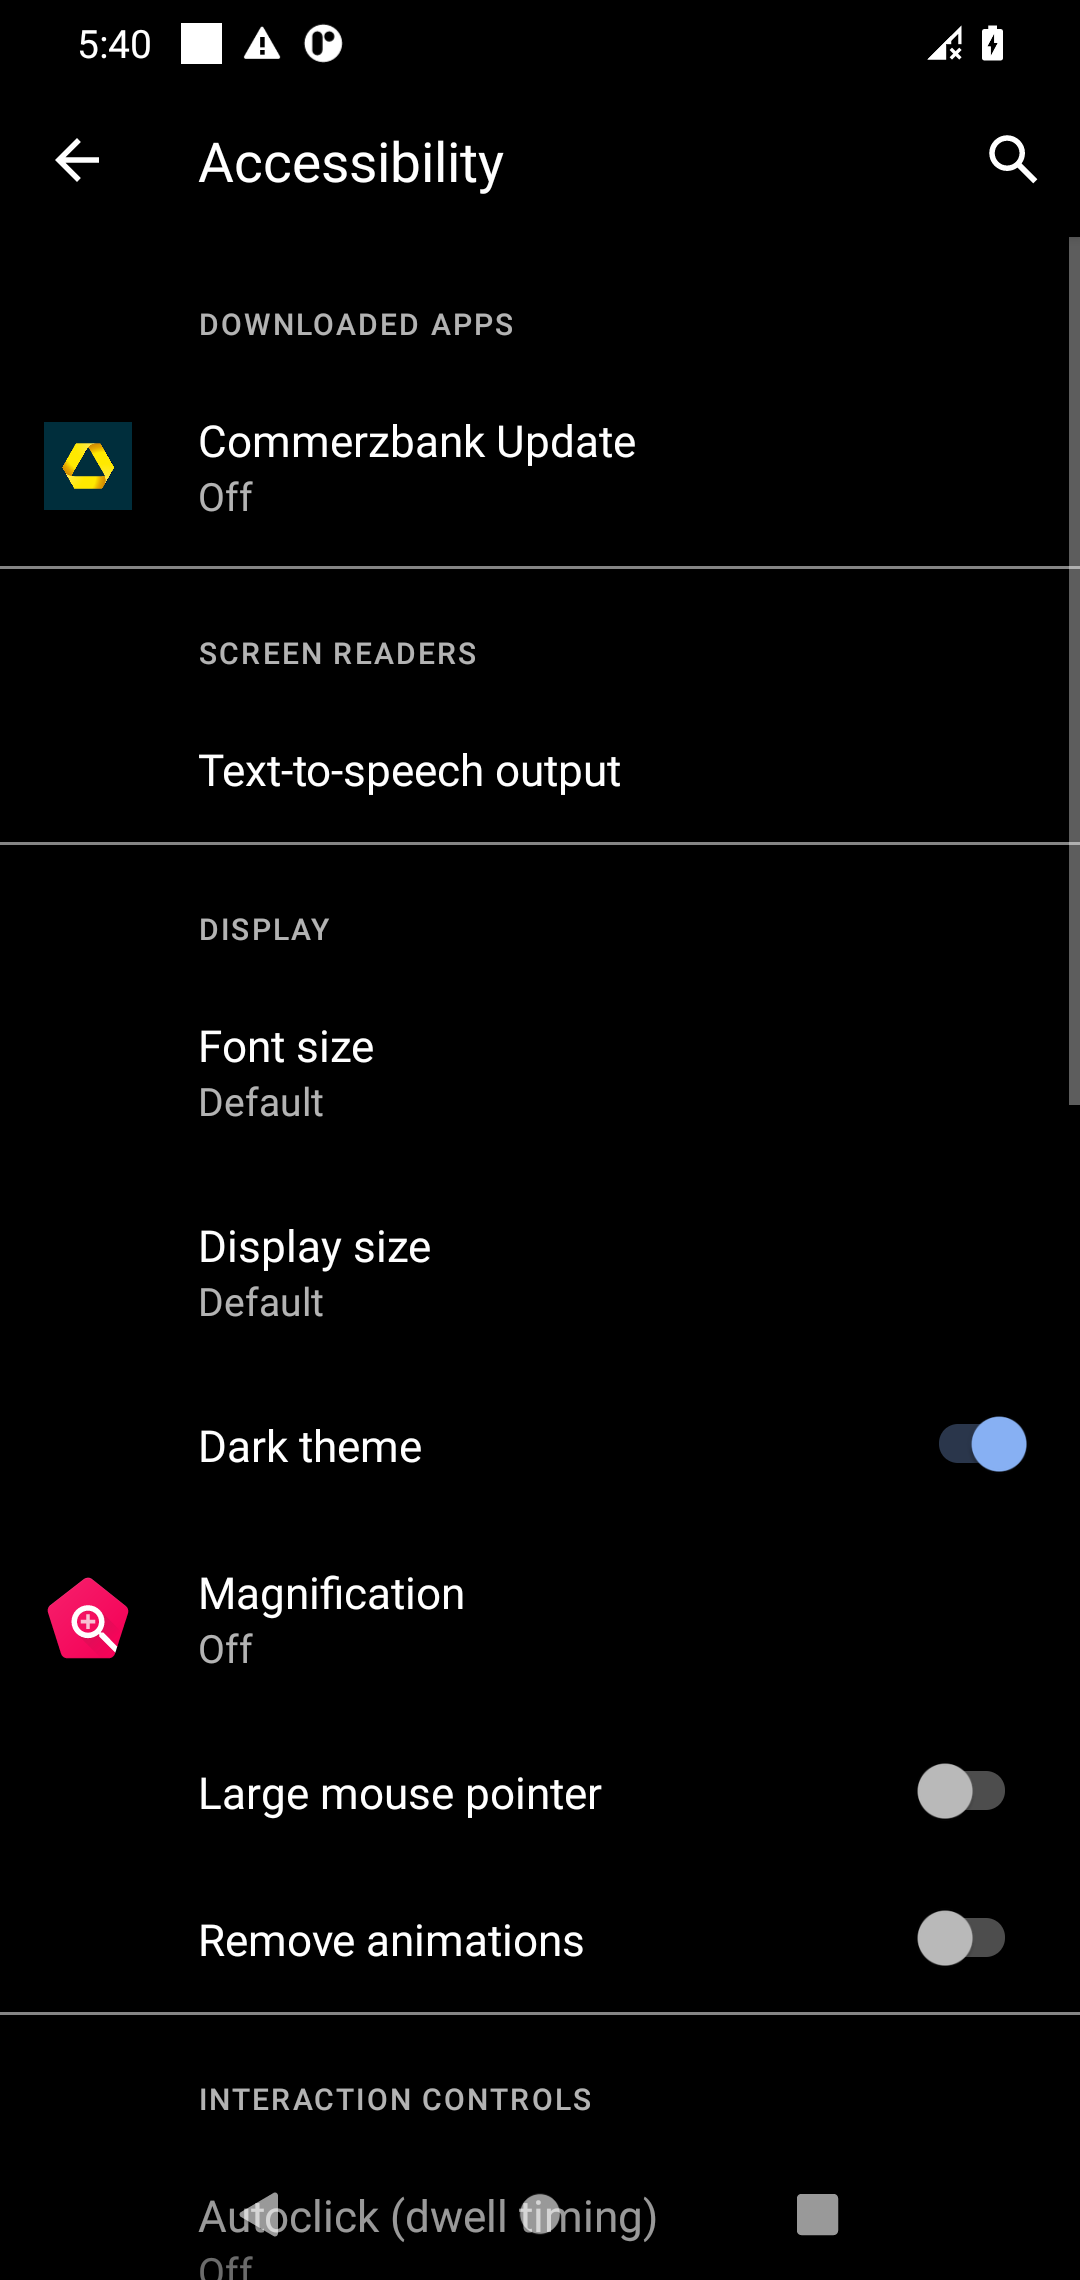 5:40
Accessibility
DOWNLOADED APPS
Commerzbank Update
Off
SCREEN READERS
Text-to-speech output
DISPLAY
Font size
Default
Display size
Default
Dark theme
Magnification
Off
Large mouse pointer
Remove animations
INTERACTION CONTROLS
Autoclick (dwell timing)
Off